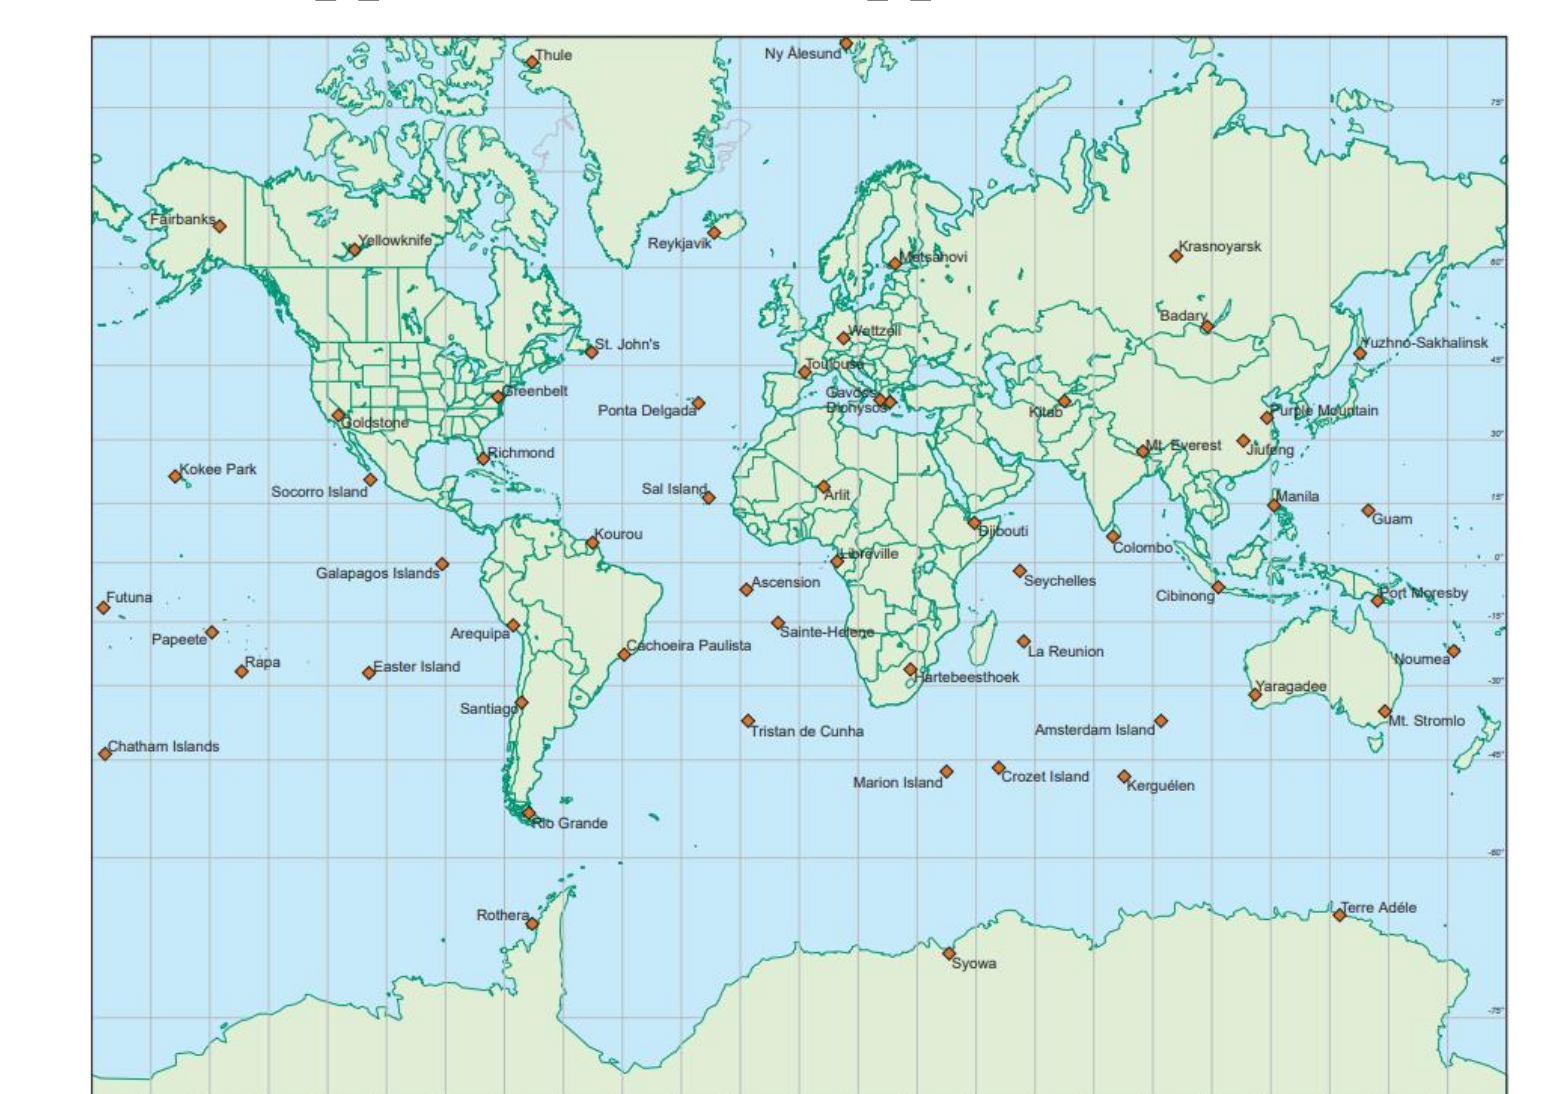 Thule
Ny Ålesund
75°
Fairbanks
Yellowknife
Reykjavik
Metsahovi
Krasnoyarsk
60°
Badary
Wettzell
St. John's
Yuzhno-Sakhalinsk
45°
Toulouse
Greenbelt
Gavdos
Dionysos
Ponta Delgada
Kitab
Purple Mountain
Goldstone
30°
Richmond
Mt. Everest
Jiufeng
Kokee Park
Socorro Island
Sal Island
Arlit
Manila
15°
Guam
Djibouti
Kourou
Colombo
Libreville
0°
Galapagos Islands
Ascension
Seychelles
Cibinong
Port Moresby
Futuna
-15°
Papeete
Arequipa
Sainte-Helene
Cachoeira Paulista
La Reunion
Noumea
Rapa
Easter Island
Hartebeesthoek
-30°
Yaragadee
Santiago
Mt. Stromlo
Tristan de Cunha
Amsterdam Island
Chatham Islands
-45°
Marion Island
Crozet Island
Kerguélen
Rio Grande
-60°
Rothera
Terre Adéle
Syowa
-75°